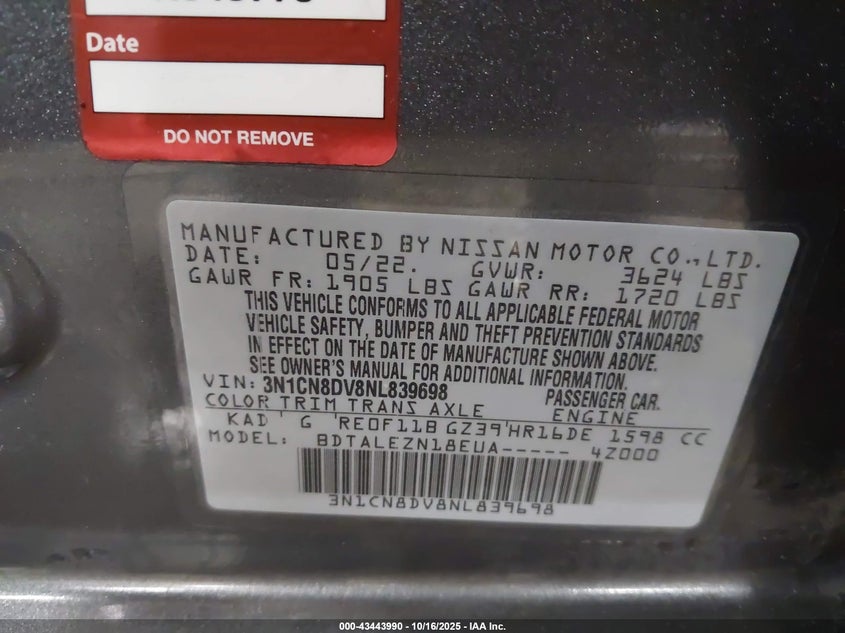 Date
DO NOT REMOVE
MANUFACTURED BY NISSAN MOTOR CO.,LTD.
DATE: 05/22. GVWR: 3624 LBS
GAWR FR: 1905 LBS GAWR RR: 1720 LBS
THIS VEHICLE CONFORMS TO ALL APPLICABLE FEDERAL MOTOR
VEHICLE SAFETY, BUMPER AND THEFT PREVENTION STANDARDS
IN EFFECT ON THE DATE OF MANUFACTURE SHOWN ABOVE.
SEE OWNER'S MANUAL FOR ADDITIONAL INFORMATION.
VIN: 3N1CN8DV8NL839698 PASSENGER CAR.
COLOR TRIM TRANS AXLE ENGINE
KAD G RE0F11B GZ39 HR16DE 1598 CC
MODEL: BDTALEZN18EUA----- 4Z000
3N1CN8DV8NL839698
000-43443990 - 10/16/2025 - IAA Inc.